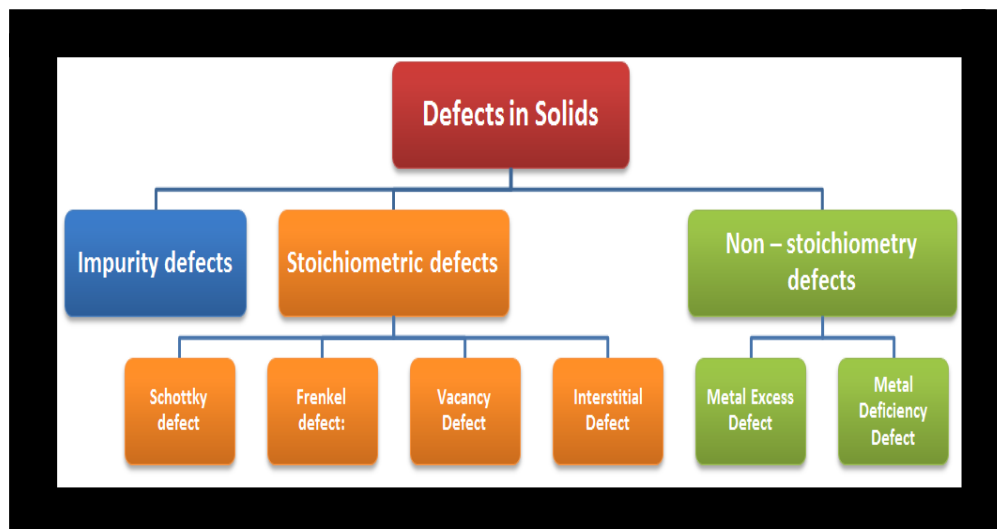 Defects in Solids
Impurity defects
Stoichiometric defects
Non – stoichiometry
defects
Schottky
defect
Frenkel
defect:
Vacancy
Defect
Interstitial
Defect
Metal Excess
Defect
Metal
Deficiency
Defect